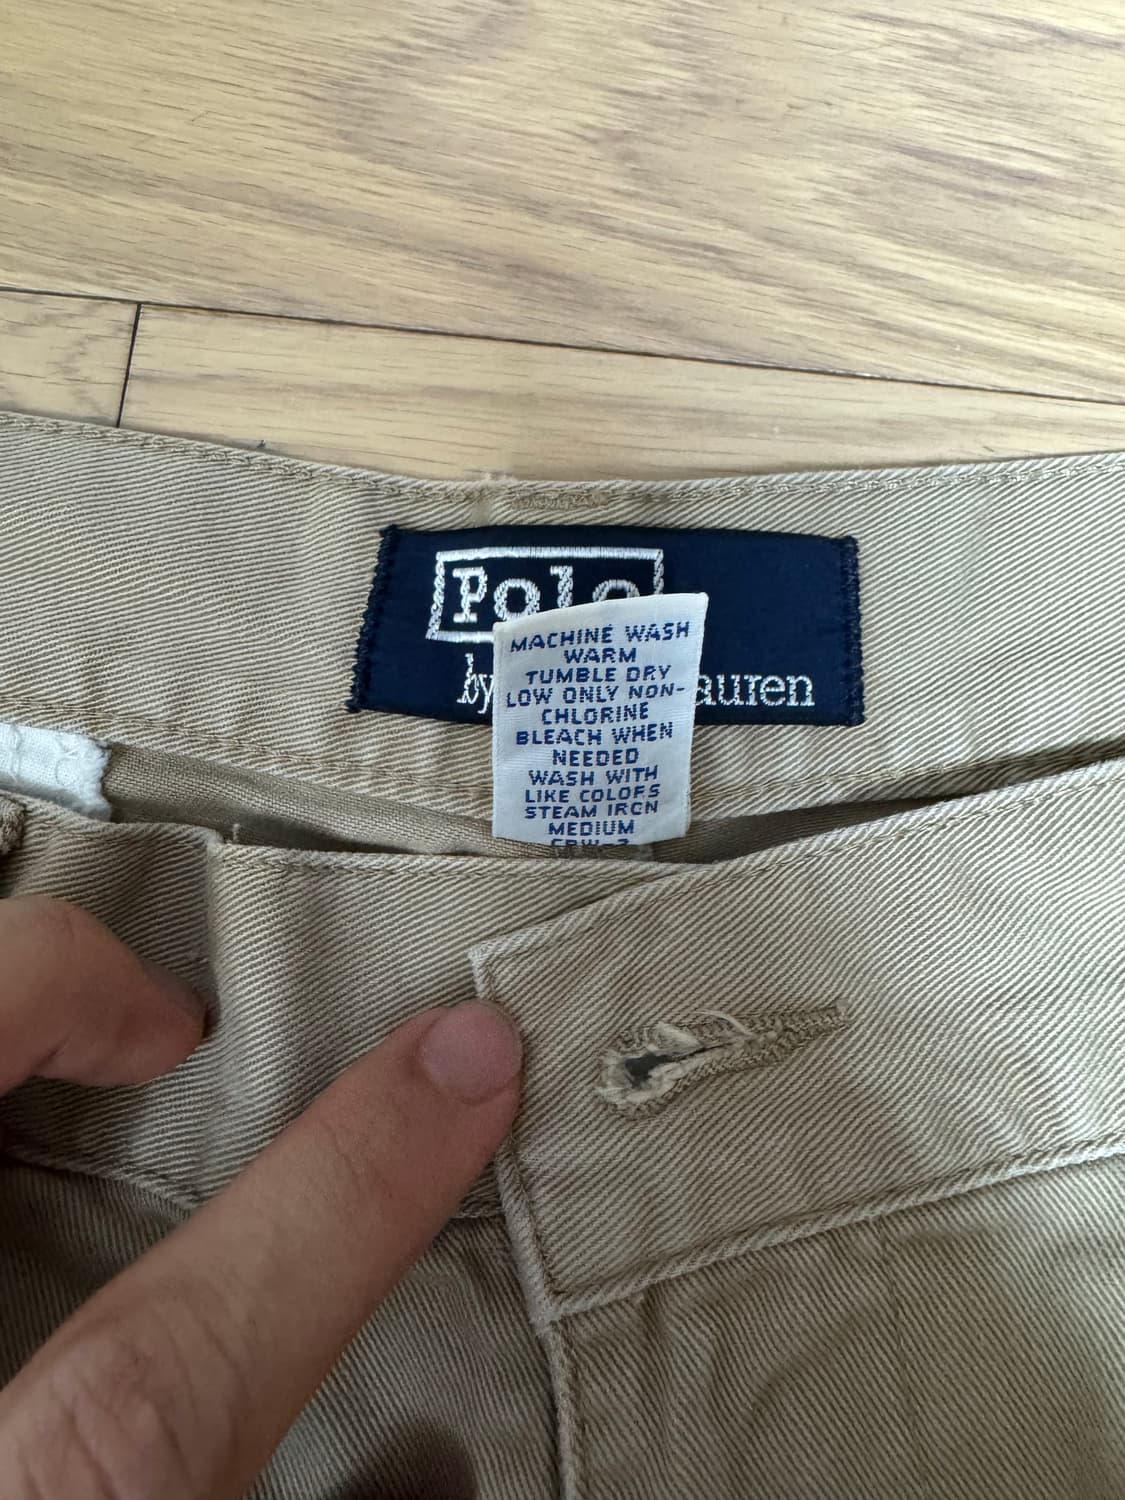 Polo
by auren
MACHINE WASH
WARM
TUMBLE DRY
LOW ONLY NON-
CHLORINE
BLEACH WHEN
NEEDED
WASH WITH
LIKE COLORS
STEAM IRON
MEDIUM